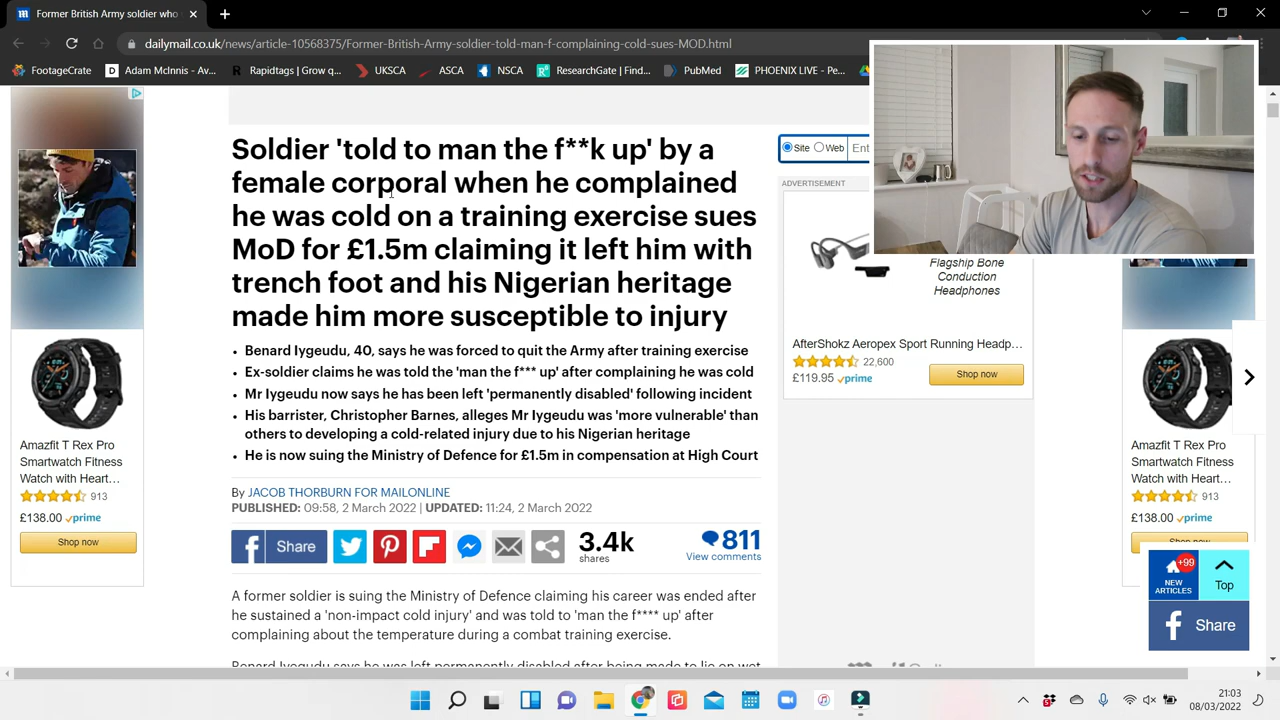 Former British Army soldier who
dailymail.co.uk/news/article-10568375/Former-British-Army-soldier-told-man-f-complaining-cold-sues-MOD.html
FootageCrate
Adam Mdnnis - Av...
Rapidtags | Grow q...
UKSCA
ASCA
NSCA
ResearchGate | Find...
PubMed
PHOENIX LIVE - Pe...
Soldier 'told to man the f**k up' by a
female corporal when he complained
he was cold on a training exercise sues
MoD for £1.5m claiming it left him with
trench foot and his Nigerian heritage
made him more susceptible to injury
• Benard Iygeudu, 40, says he was forced to quit the Army after training exercise
• Ex-soldier claims he was told the 'man the f*** up' after complaining he was cold
• Mr Iygeudu now says he has been left 'permanently disabled' following incident
• His barrister, Christopher Barnes, alleges Mr Iygeudu was 'more vulnerable' than
others to developing a cold-related injury due to his Nigerian heritage
• He is now suing the Ministry of Defence for £1.5m in compensation at High Court
By JACOB THORBURN FOR MAILONLINE
PUBLISHED: 09:58, 2 March 2022 | UPDATED: 11:24, 2 March 2022
Share
3.4k
shares
811
View comments
A former soldier is suing the Ministry of Defence claiming his career was ended after
he sustained a 'non-impact cold injury' and was told to 'man the f**** up' after
complaining about the temperature during a combat training exercise.
Benard Iyegudu says he was left permanently disabled after being made to lie on wet
Amazfit T Rex Pro
Smartwatch Fitness
Watch with Heart...
913
£138.00 prime
Shop now
Site
Web
Ent
ADVERTISEMENT
Flagship Bone
Conduction
Headphones
AfterShokz Aeropex Sport Running Headp...
22,600
£119.95 prime
Shop now
Amazfit T Rex Pro
Smartwatch Fitness
Watch with Heart...
913
£138.00 prime
Shop now
+99
NEW
ARTICLES
Top
Share
21:03
08/03/2022